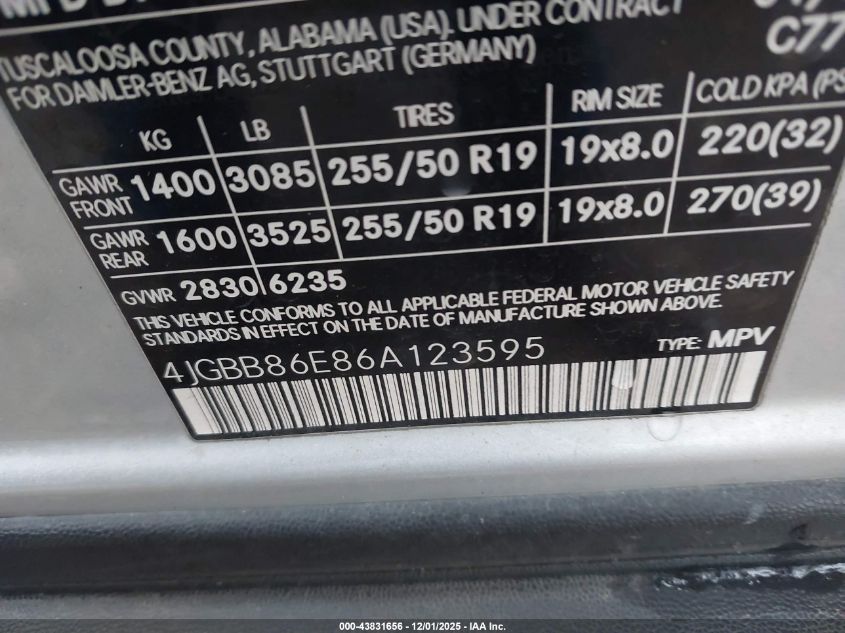 C77
TUSCALOOSA COUNTY, ALABAMA (USA). UNDER CONTRACT
FOR DAIMLER-BENZ AG, STUTTGART (GERMANY)
KG LB TIRES RIM SIZE COLD KPA (PS
GAWR FRONT 1400 3085 255/50 R19 19x8.0 220(32)
GAWR REAR 1600 3525 255/50 R19 19x8.0 270(39)
GVWR 2830 6235
THIS VEHICLE CONFORMS TO ALL APPLICABLE FEDERAL MOTOR VEHICLE SAFETY
STANDARDS IN EFFECT ON THE DATE OF MANUFACTURE SHOWN ABOVE.
4JGBB86E86A123595 TYPE: MPV
000-43831656 - 12/01/2025 - IAA Inc.